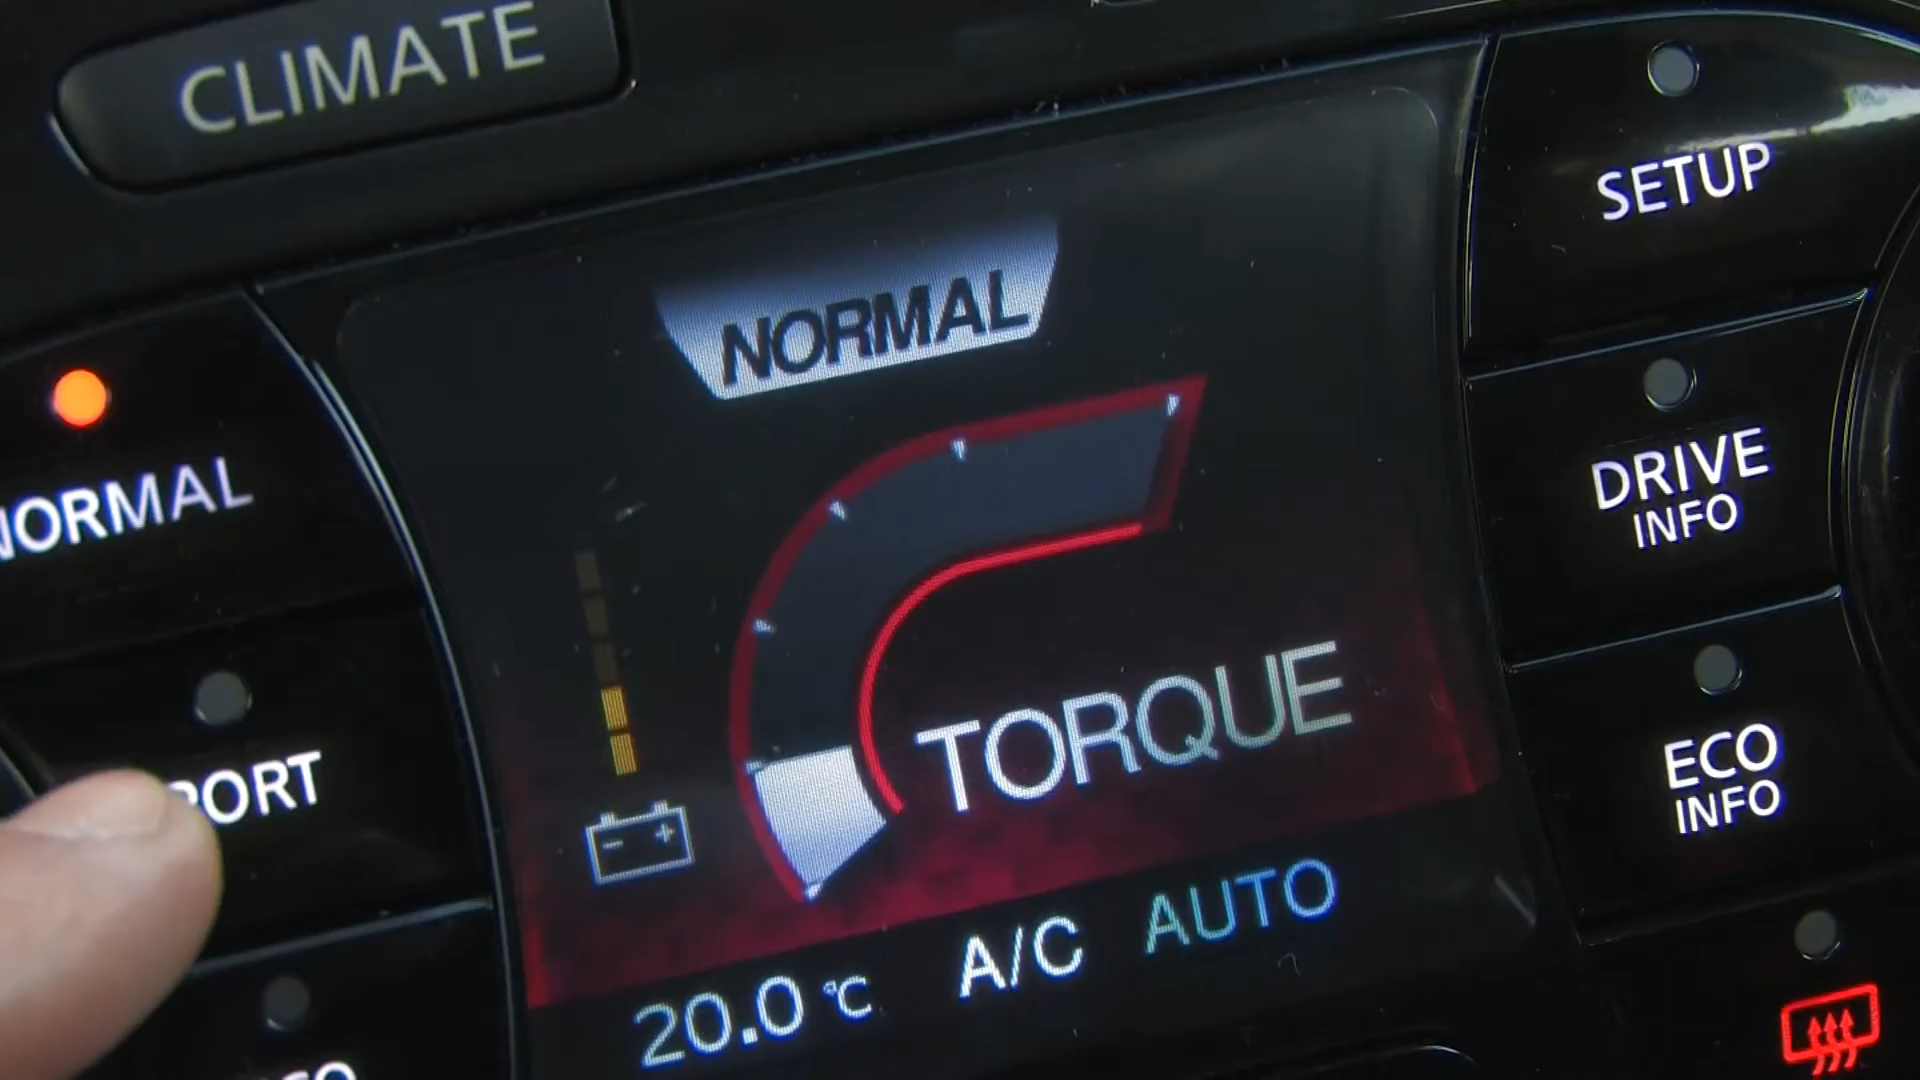 CLIMATE
SETUP
NORMAL
NORMAL
DRIVE
INFO
TORQUE
PORT
ECO
INFO
A/C AUTO
20.0 °C